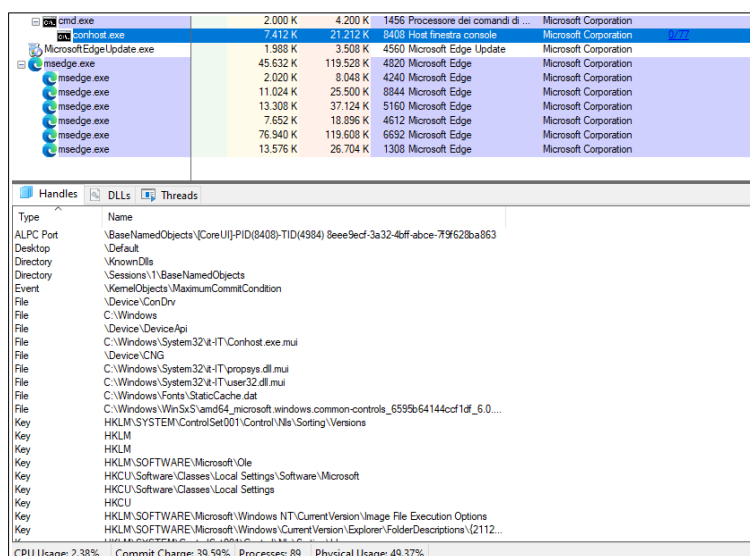 cmd.exe 2.000 K 4.200 K 1456 Processore dei comandi di ... Microsoft Corporation
conhost.exe 7.412 K 21.212 K 8408 Host finestra console Microsoft Corporation 0/77
MicrosoftEdgeUpdate.exe 1.988 K 3.508 K 4560 Microsoft Edge Update Microsoft Corporation
msedge.exe 45.632 K 119.528 K 4820 Microsoft Edge Microsoft Corporation
msedge.exe 2.020 K 8.048 K 4240 Microsoft Edge Microsoft Corporation
msedge.exe 11.024 K 25.500 K 8844 Microsoft Edge Microsoft Corporation
msedge.exe 13.308 K 37.124 K 5160 Microsoft Edge Microsoft Corporation
msedge.exe 7.652 K 18.896 K 4612 Microsoft Edge Microsoft Corporation
msedge.exe 76.940 K 119.608 K 6692 Microsoft Edge Microsoft Corporation
msedge.exe 13.576 K 26.704 K 1308 Microsoft Edge Microsoft Corporation
Handles DLLs Threads
Type Name
ALPC Port \BaseNamedObjects\[CoreUI]-PID(8408)-TID(4984) 8eee9ecf-3a32-4bff-abce-7f9f628ba863
Desktop \Default
Directory \KnownDlls
Directory \Sessions\1\BaseNamedObjects
Event \KernelObjects\MaximumCommitCondition
File \Device\ConDrv
File C:\Windows
File \Device\DeviceApi
File C:\Windows\System32\it-IT\Conhost.exe.mui
File \Device\CNG
File C:\Windows\System32\it-IT\propsys.dll.mui
File C:\Windows\System32\it-IT\user32.dll.mui
File C:\Windows\Fonts\StaticCache.dat
File C:\Windows\WinSxS\amd64_microsoft.windows.common-controls_6595b64144ccf1df_6.0....
Key HKLM\SYSTEM\ControlSet001\Control\Nls\Sorting\Versions
Key HKLM
Key HKLM
Key HKLM\SOFTWARE\Microsoft\Ole
Key HKCU\Software\Classes\Local Settings\Software\Microsoft
Key HKCU\Software\Classes\Local Settings
Key HKCU
Key HKLM\SOFTWARE\Microsoft\Windows NT\CurrentVersion\Image File Execution Options
Key HKLM\SOFTWARE\Microsoft\Windows\CurrentVersion\Explorer\FolderDescriptions\{2112...
CPU Usage: 2.38% Commit Charge: 39.59% Processes: 89 Physical Usage: 49.37%